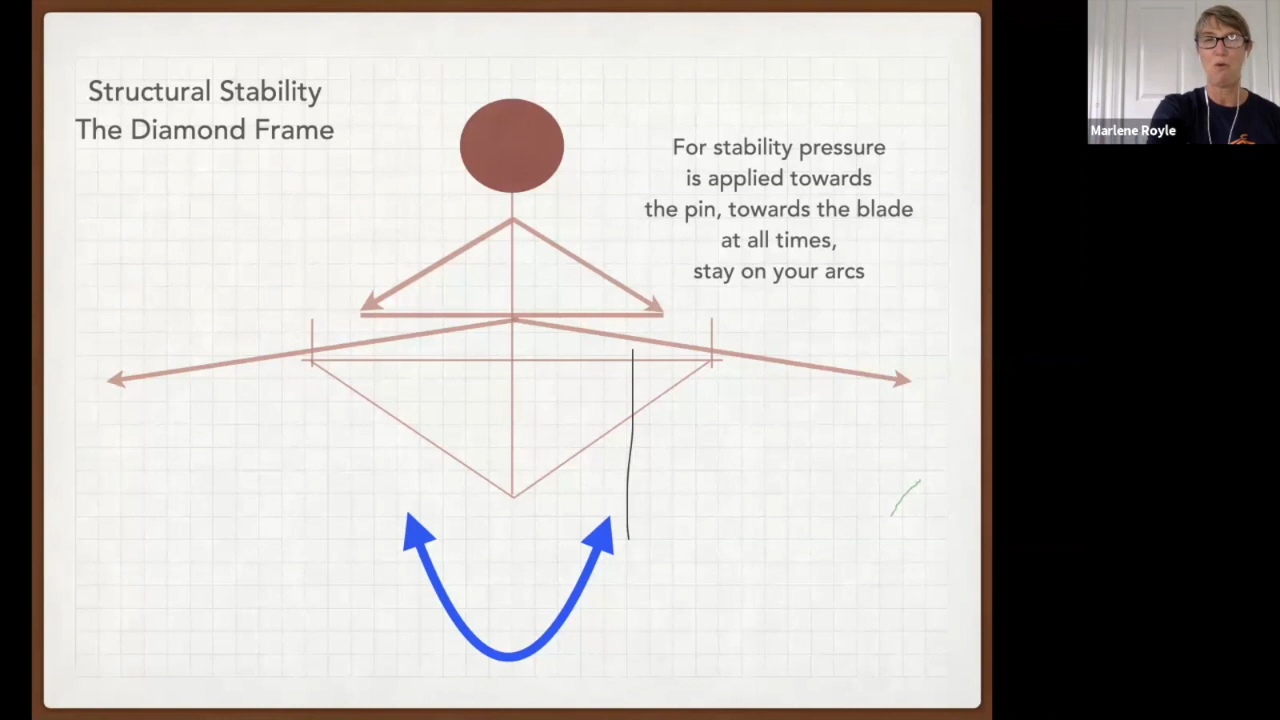 Structural Stability
The Diamond Frame
For stability pressure
is applied towards
the pin, towards the blade
at all times,
stay on your arcs
Marlene Royle